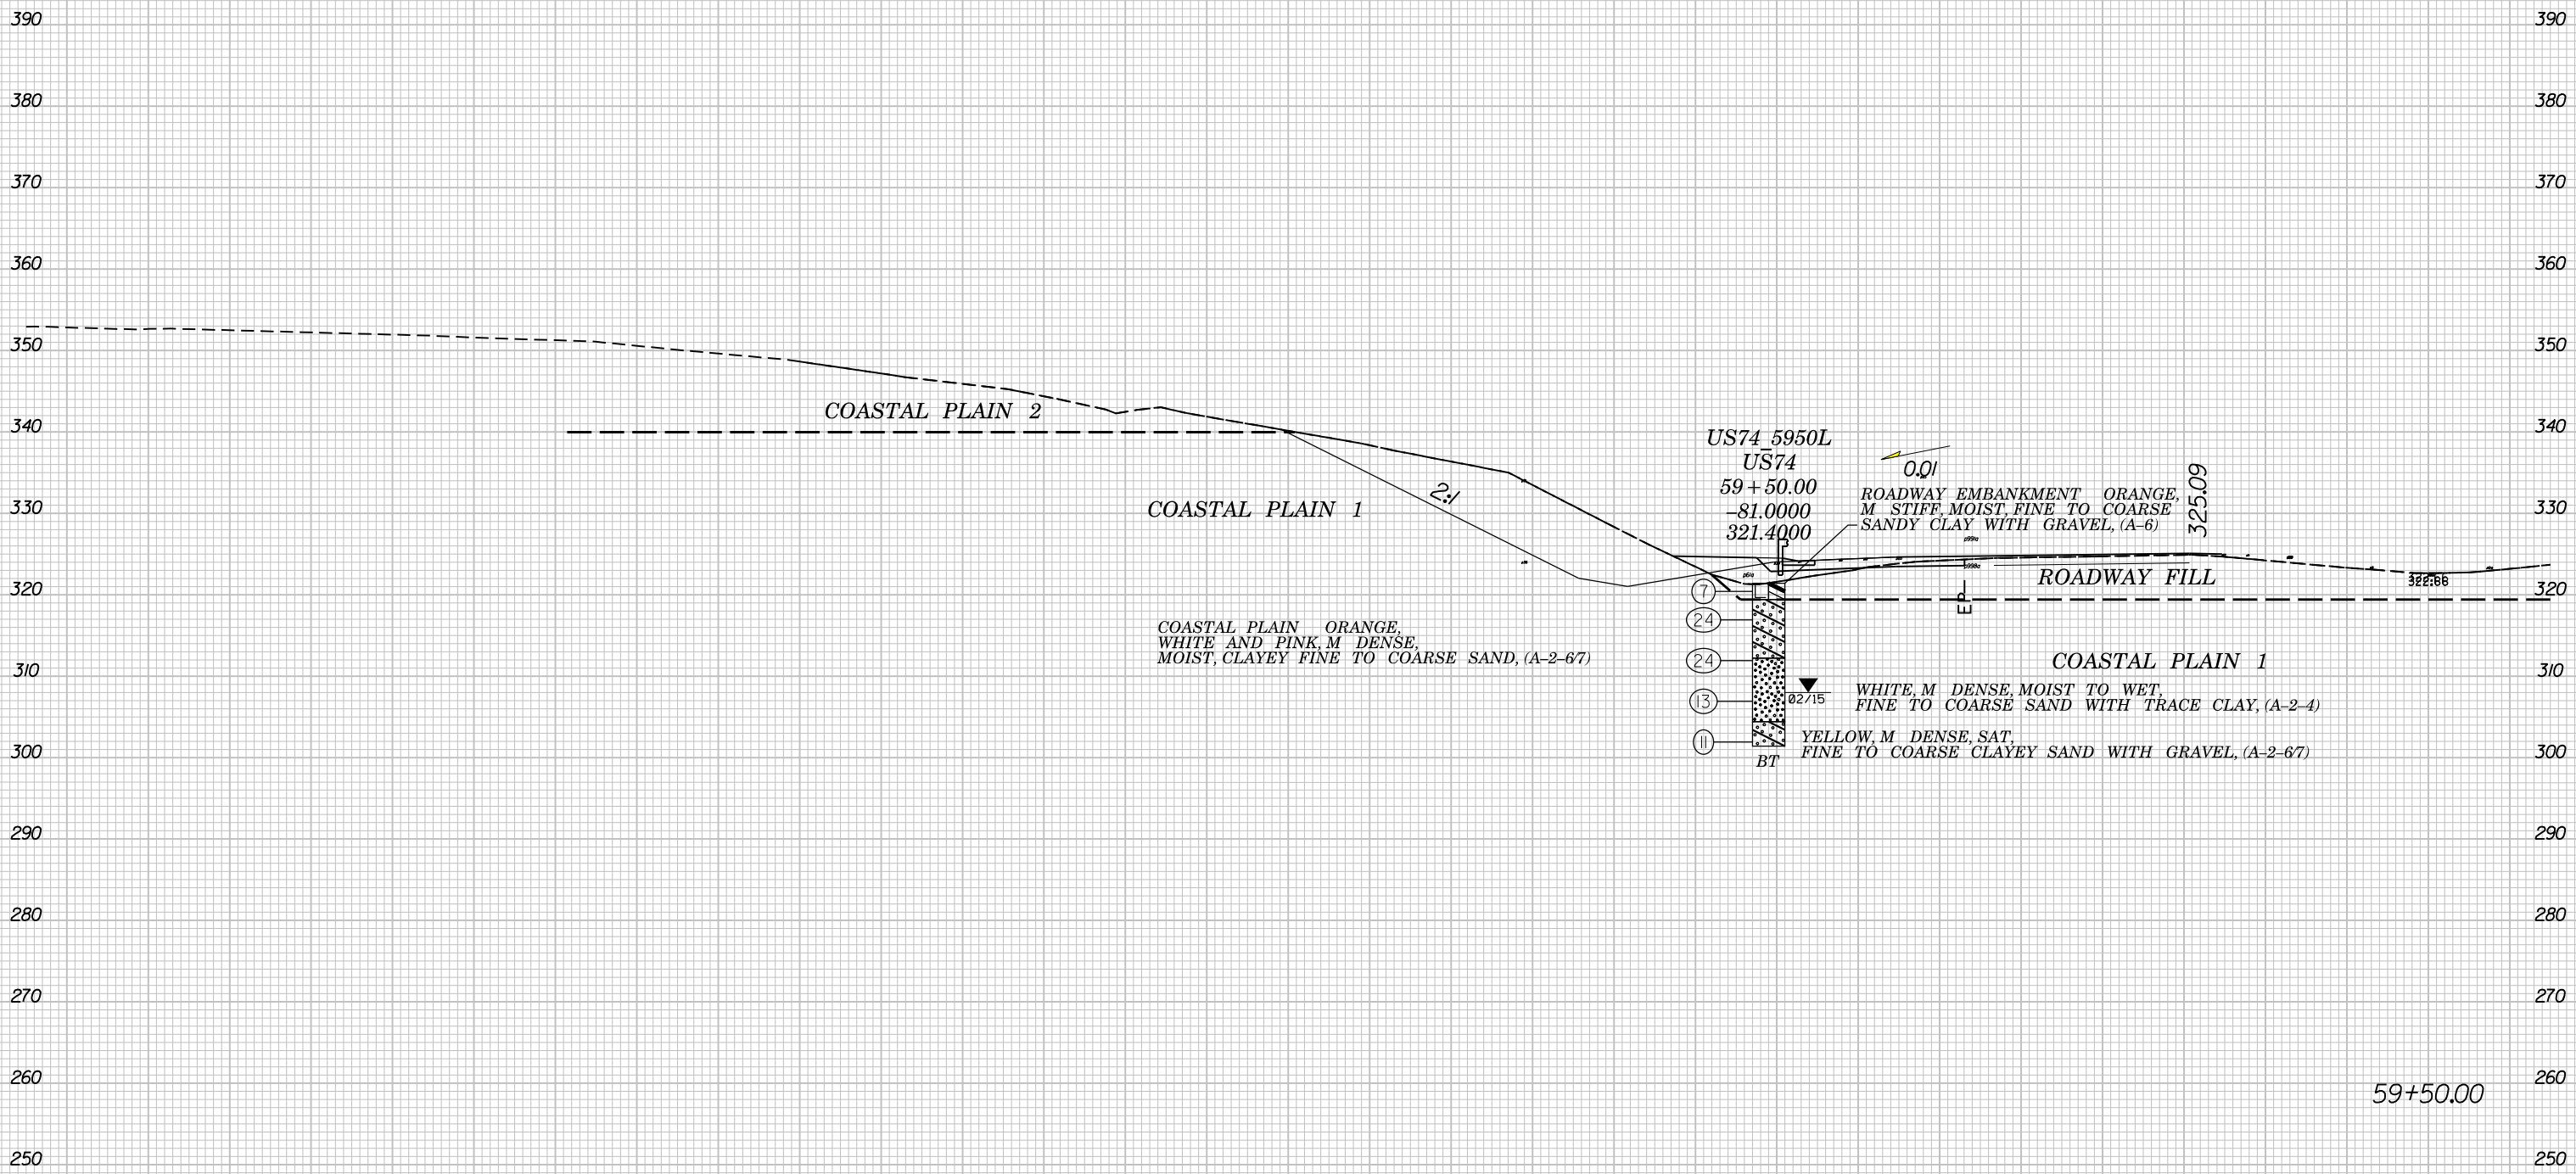 390 390
380 380
370 370
360 360
350 350
340 340
330 330
320 320
310 310
300 300
290 290
280 280
270 270
260 260
250 250
COASTAL PLAIN 2
COASTAL PLAIN 1
2:1
US74_5950L
US74
59+50.00
-81.0000
321.4000
0.01
325.09
ROADWAY EMBANKMENT ORANGE,
M STIFF, MOIST, FINE TO COARSE
SANDY CLAY WITH GRAVEL, (A-6)
ROADWAY FILL
EP
322.66
7
24
24
13
11
BT
02/15
COASTAL PLAIN ORANGE,
WHITE AND PINK, M DENSE,
MOIST, CLAYEY FINE TO COARSE SAND, (A-2-6/7)
COASTAL PLAIN 1
WHITE, M DENSE, MOIST TO WET,
FINE TO COARSE SAND WITH TRACE CLAY, (A-2-4)
YELLOW, M DENSE, SAT,
FINE TO COARSE CLAYEY SAND WITH GRAVEL, (A-2-6/7)
59+50.00